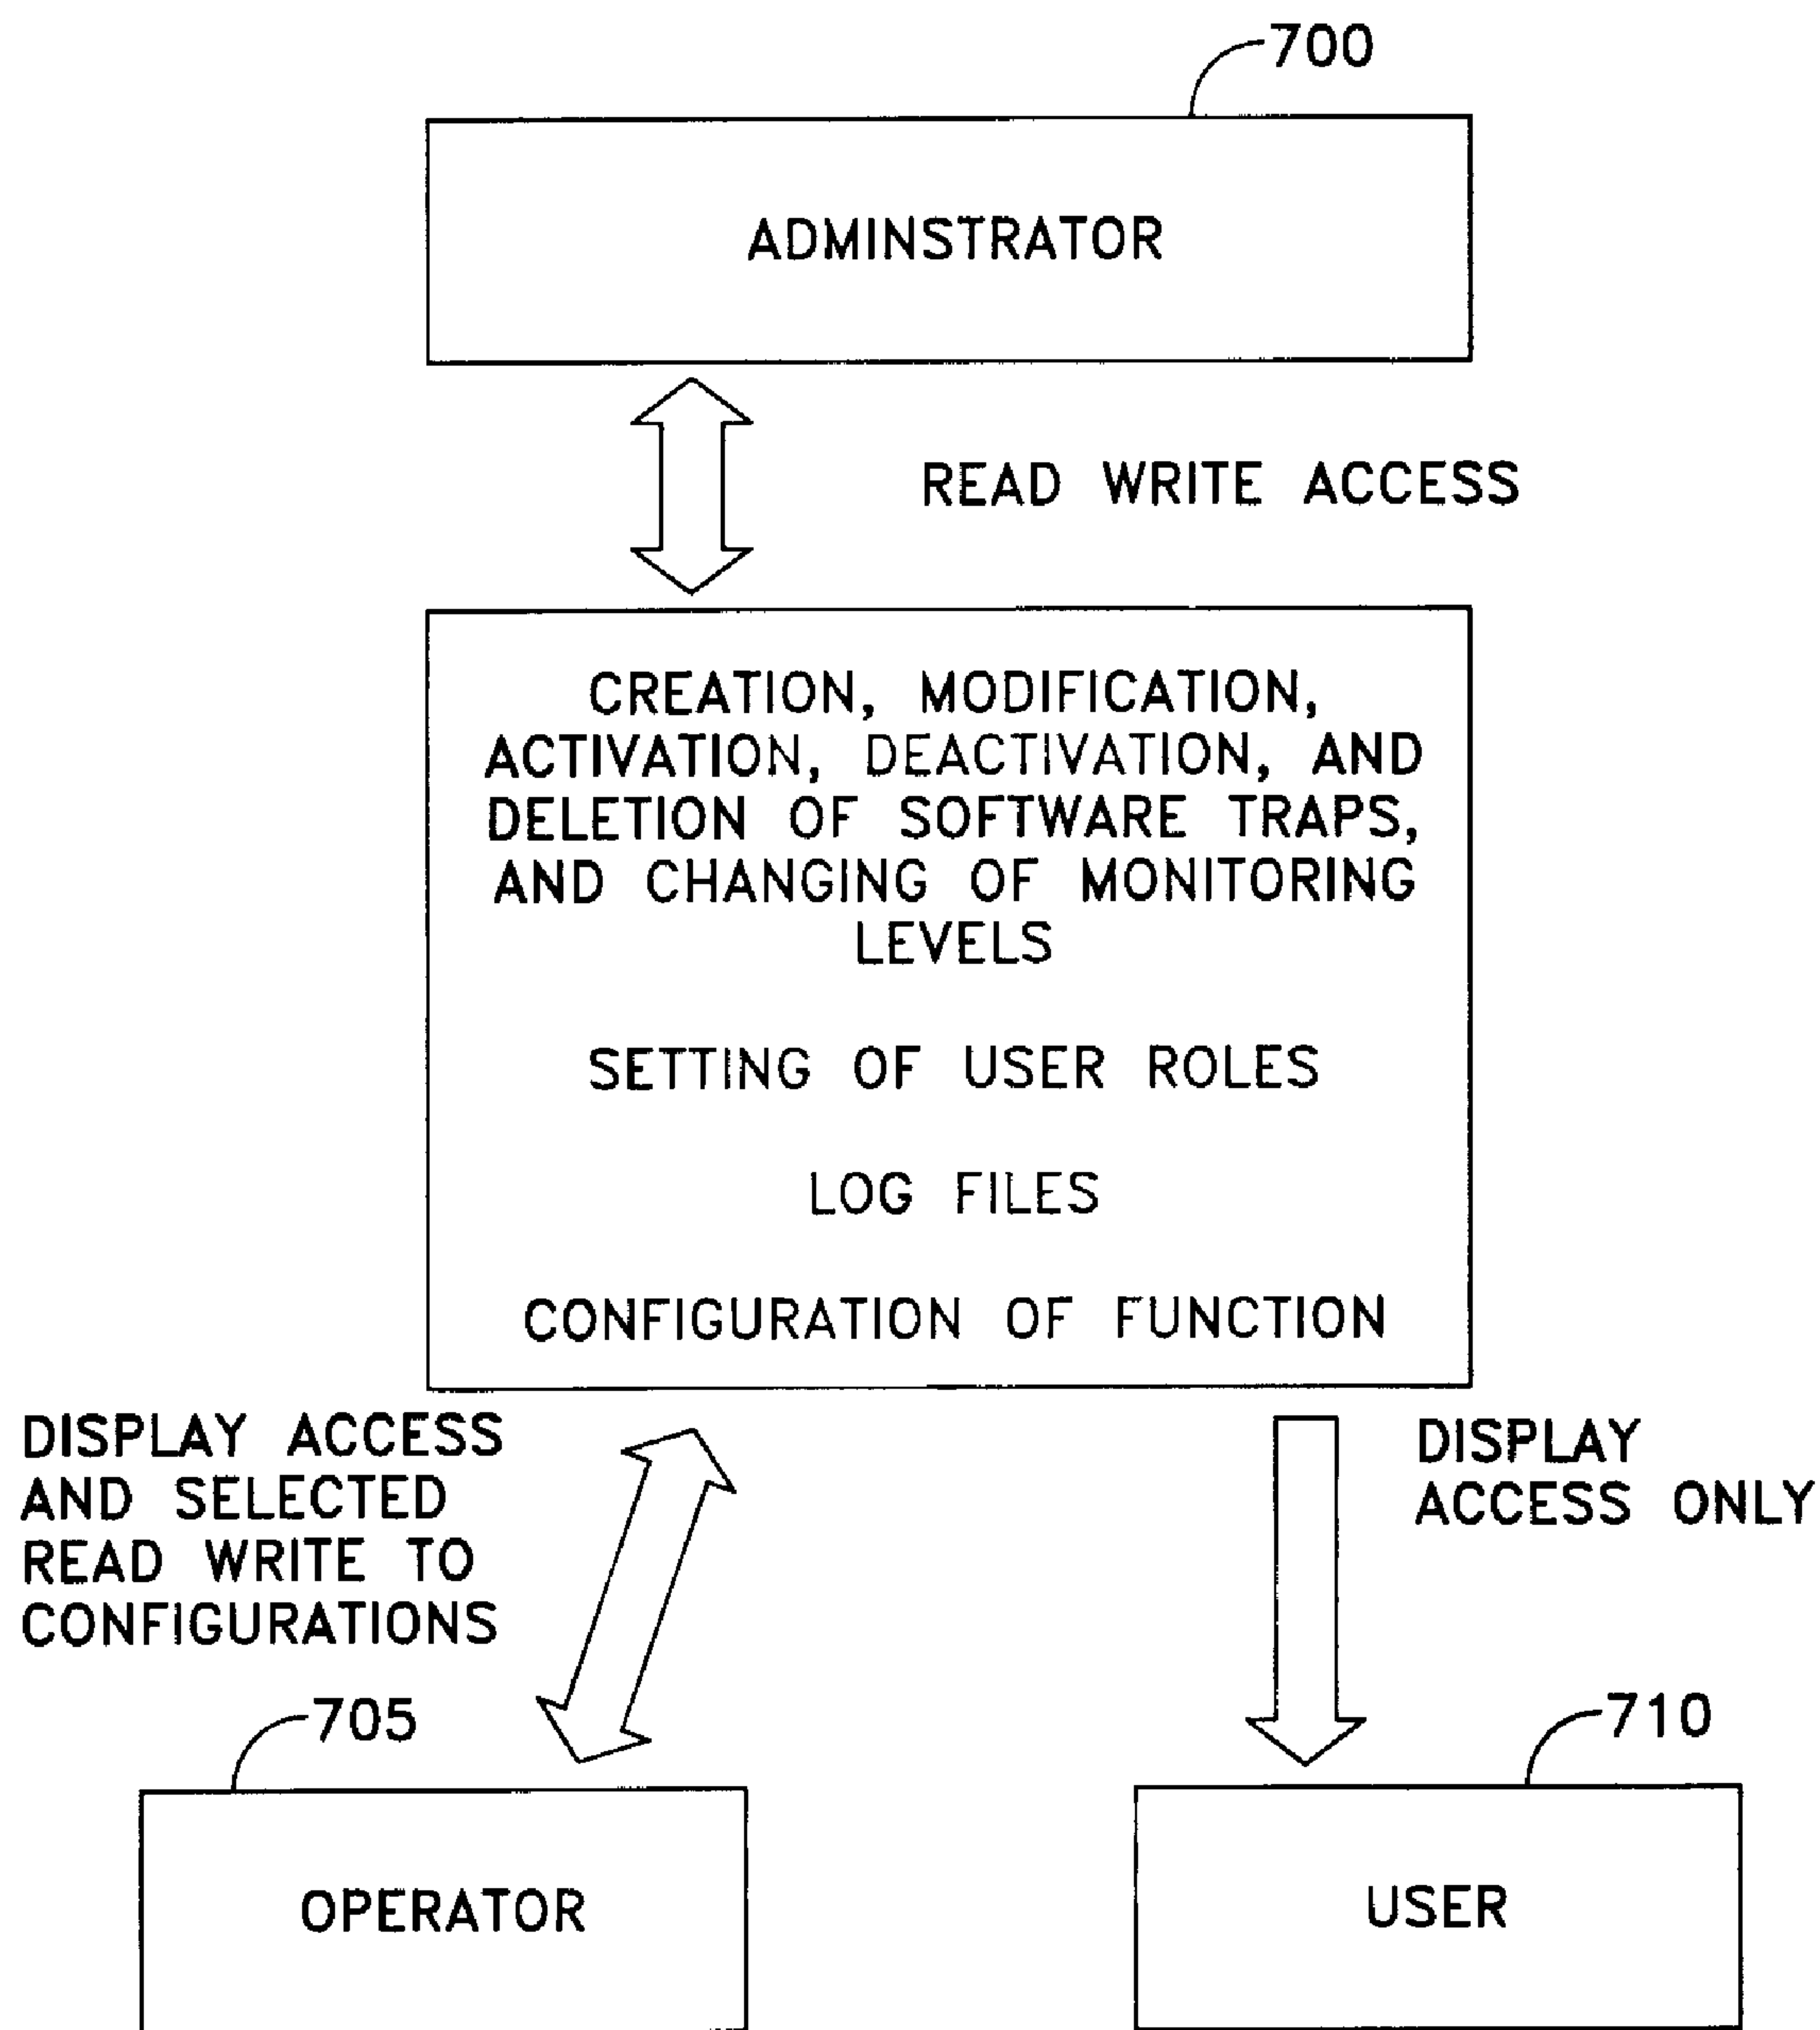 700
ADMINSTRATOR
READ WRITE ACCESS
CREATION, MODIFICATION,
ACTIVATION, DEACTIVATION, AND
DELETION OF SOFTWARE TRAPS,
AND CHANGING OF MONITORING
LEVELS
SETTING OF USER ROLES
LOG FILES
CONFIGURATION OF FUNCTION
DISPLAY ACCESS
AND SELECTED
READ WRITE TO
CONFIGURATIONS
DISPLAY
ACCESS ONLY
705
OPERATOR
710
USER